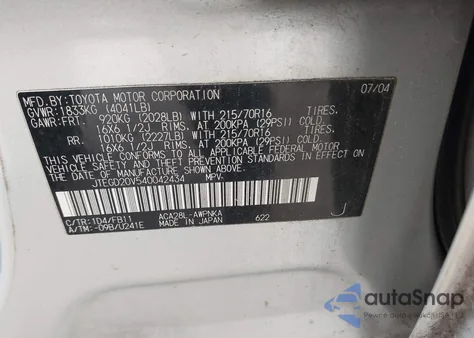 MFD.BY:TOYOTA MOTOR CORPORATION 07/04
GVWR:1833KG (4041LB)
GAWR:FRT. 920KG (2028LB) WITH 215/70R16 TIRES,
16X6 1/2J RIMS, AT 200KPA (29PSI) COLD.
RR. 1010KG (2227LB) WITH 215/70R16 TIRES,
16X6 1/2J RIMS, AT 200KPA (29PSI) COLD.
THIS VEHICLE CONFORMS TO ALL APPLICABLE FEDERAL MOTOR
VEHICLE SAFETY STANDARDS IN EFFECT ON THE DATE OF
MANUFACTURE SHOWN ABOVE.
JTEGD20V540042434 MPV.
C/TR:1D4/FB11 ACA28L-AWPNKA J
A/TM:-09B/U241E MADE IN JAPAN 622
autoSnap